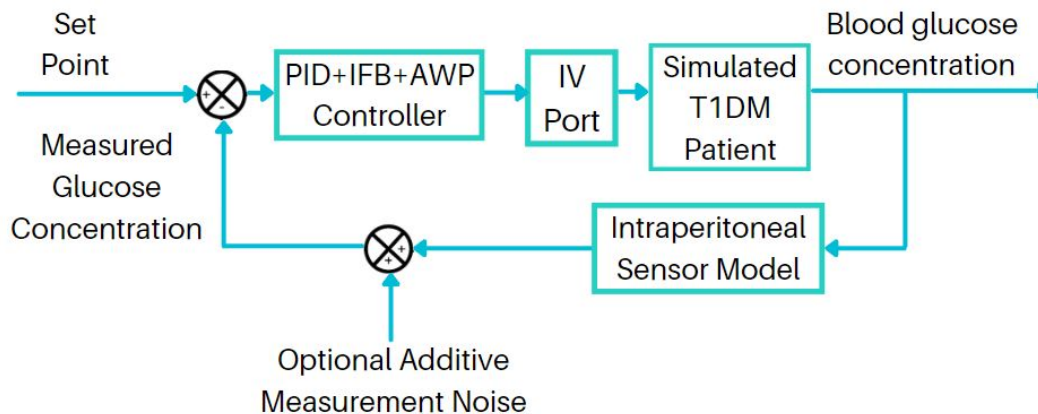 Set
Point
PID+IFB+AWP
Controller
IV
Port
Simulated
T1DM
Patient
Blood glucose
concentration
+
-
Measured
Glucose
Concentration
+
+
Intraperitoneal
Sensor Model
Optional Additive
Measurement Noise